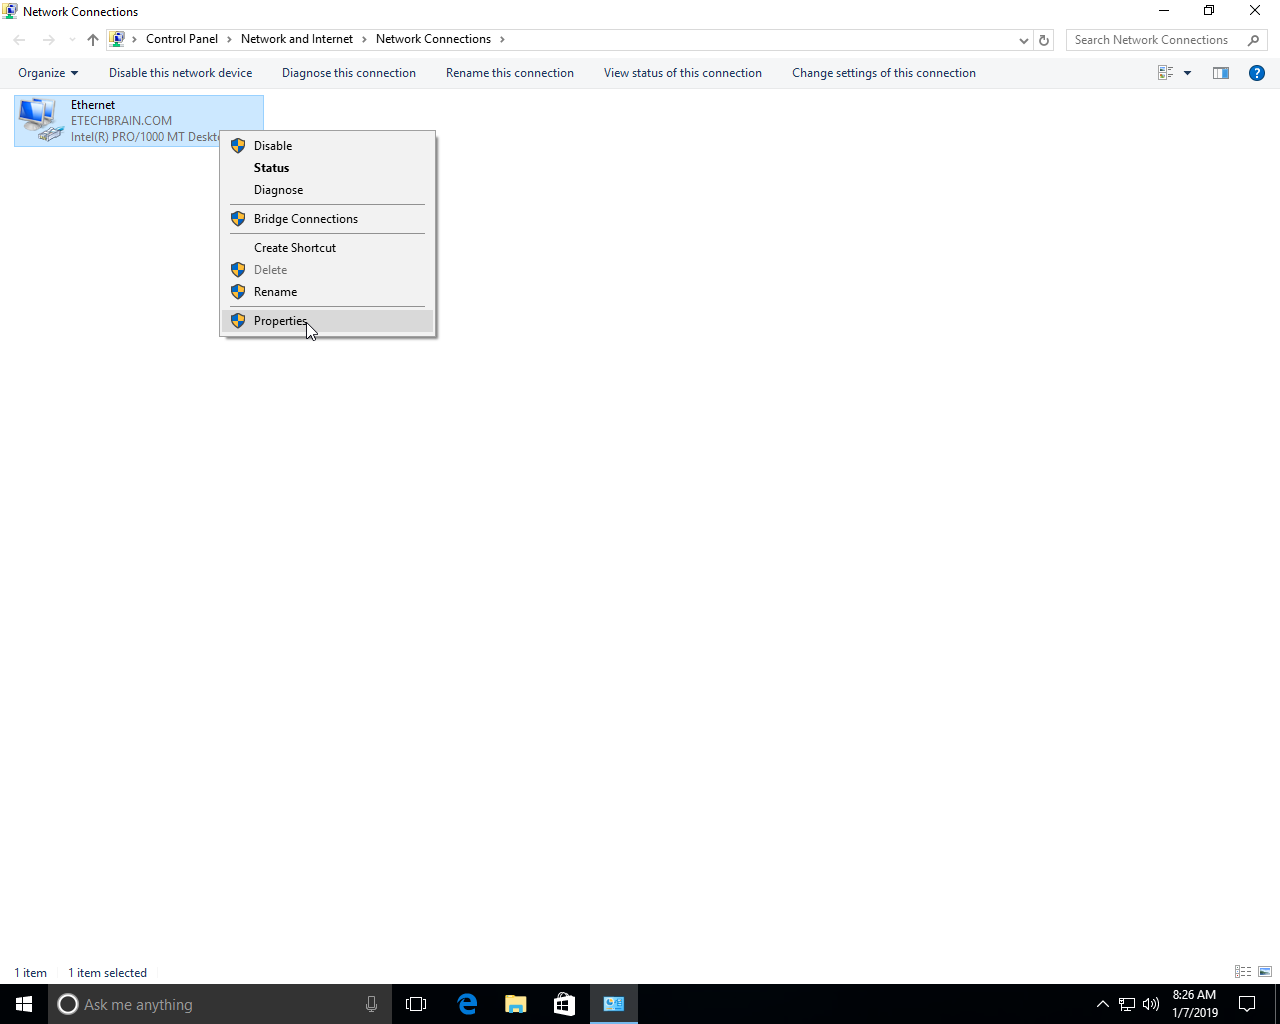 Network Connections
Control Panel > Network and Internet > Network Connections >
Search Network Connections
Organize Disable this network device Diagnose this connection Rename this connection View status of this connection Change settings of this connection
?
Ethernet
ETECHBRAIN.COM
Intel(R) PRO/1000 MT
Disable
Status
Diagnose
Bridge Connections
Create Shortcut
Delete
Rename
Properties
1 item 1 item selected
Ask me anything
8:26 AM
1/7/2019